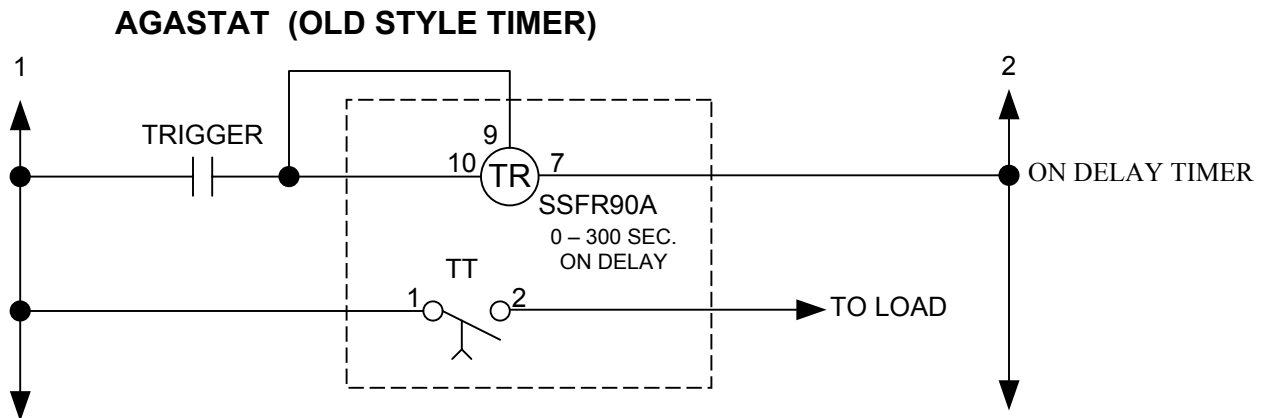 AGASTAT (OLD STYLE TIMER)
1
2
TRIGGER
9
10
TR
7
ON DELAY TIMER
SSFR90A
0 – 300 SEC.
ON DELAY
TT
1
2
TO LOAD